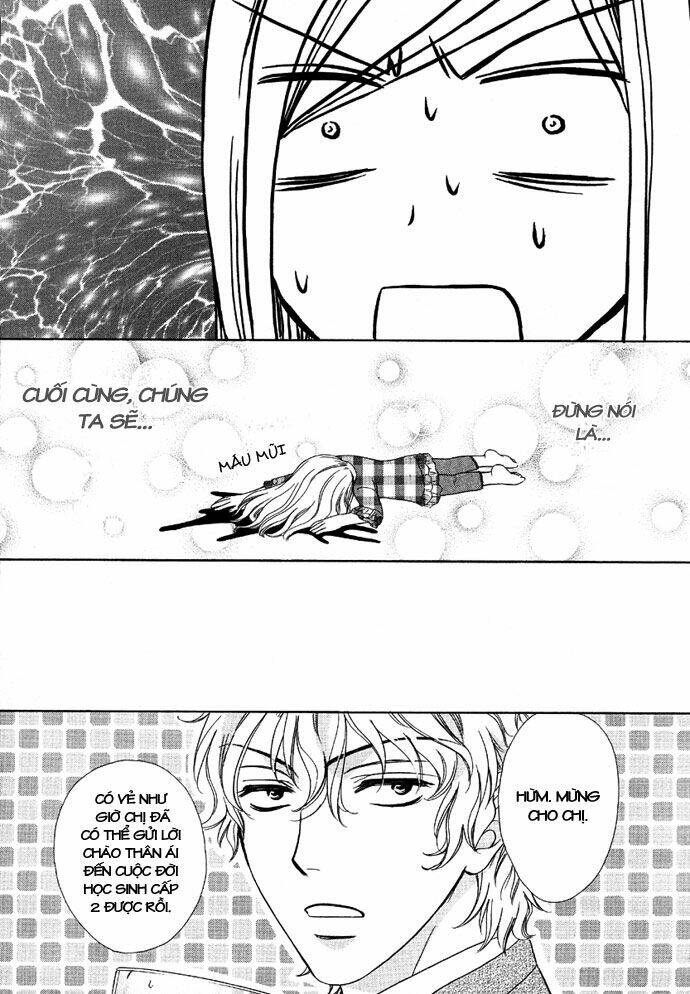 ĐỪNG NÓI
LÀ...
CUỐI CÙNG, CHÚNG
TA SẼ...
MÁU MŨI
HỪM. MỪNG
CHO CHỊ.
CÓ VẺ NHƯ
GIỜ CHỊ ĐÃ
CÓ THỂ GỬI LỜI
CHÀO THÂN ÁI
ĐẾN CUỘC ĐỜI
HỌC SINH CẤP
2 ĐƯỢC RỒI.